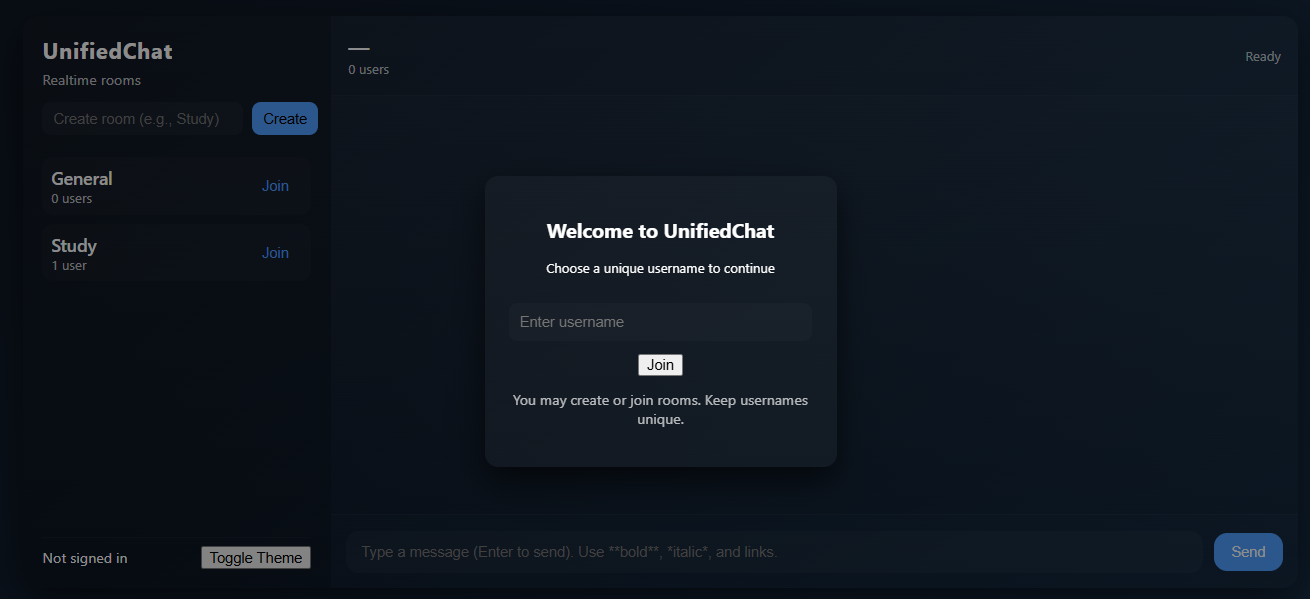 UnifiedChat
Realtime rooms
Create room (e.g., Study)
Create
General
0 users
Join
Study
1 user
Join
Not signed in
Toggle Theme
—
0 users
Ready
Welcome to UnifiedChat
Choose a unique username to continue
Enter username
Join
You may create or join rooms. Keep usernames
unique.
Type a message (Enter to send). Use **bold**, *italic*, and links.
Send